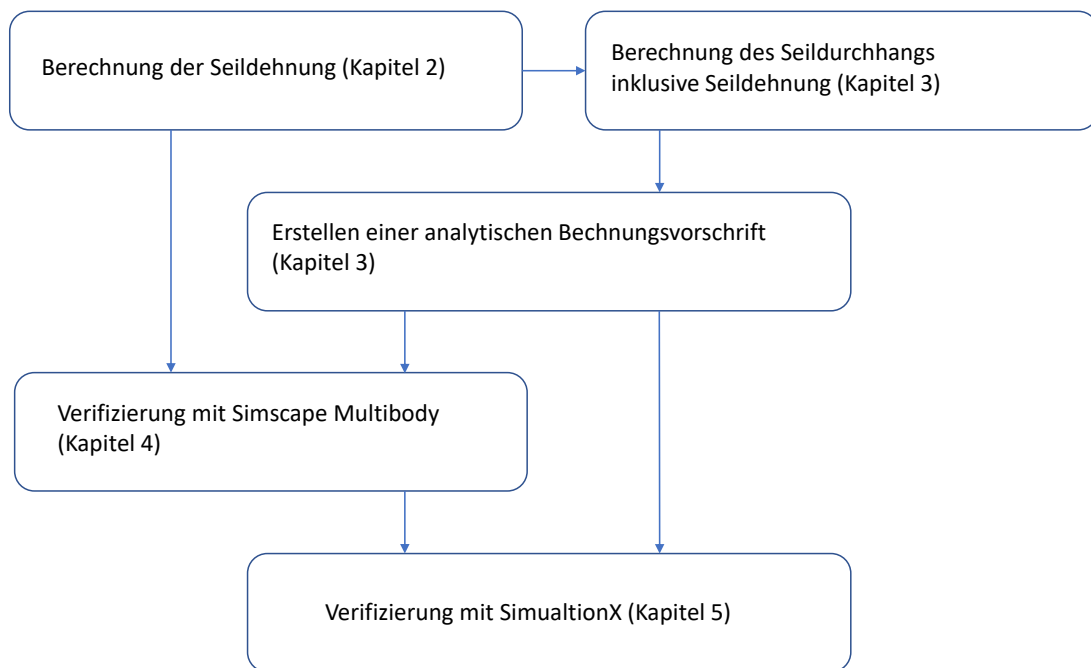 Berechnung der Seildehnung (Kapitel 2)
Berechnung des Seildurchhangs
inklusive Seildehnung (Kapitel 3)
Erstellen einer analytischen Bechnungsvorschrift
(Kapitel 3)
Verifizierung mit Simscape Multibody
(Kapitel 4)
Verifizierung mit SimualtionX (Kapitel 5)